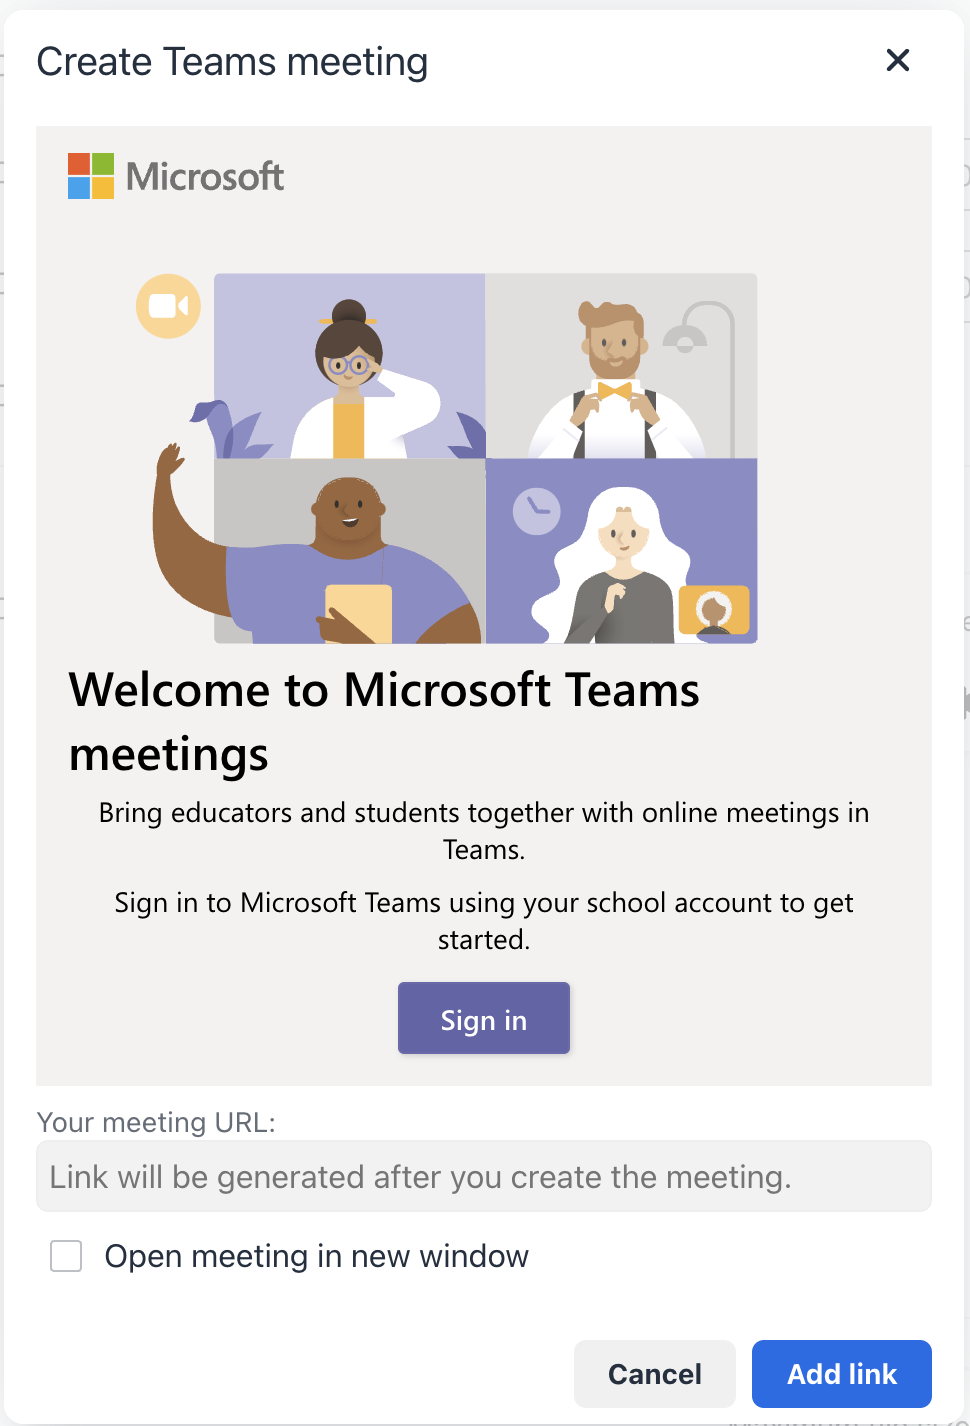 Create Teams meeting
Microsoft
Welcome to Microsoft Teams
meetings
Bring educators and students together with online meetings in
Teams.
Sign in to Microsoft Teams using your school account to get
started.
Sign in
Your meeting URL:
Link will be generated after you create the meeting.
Open meeting in new window
Cancel
Add link